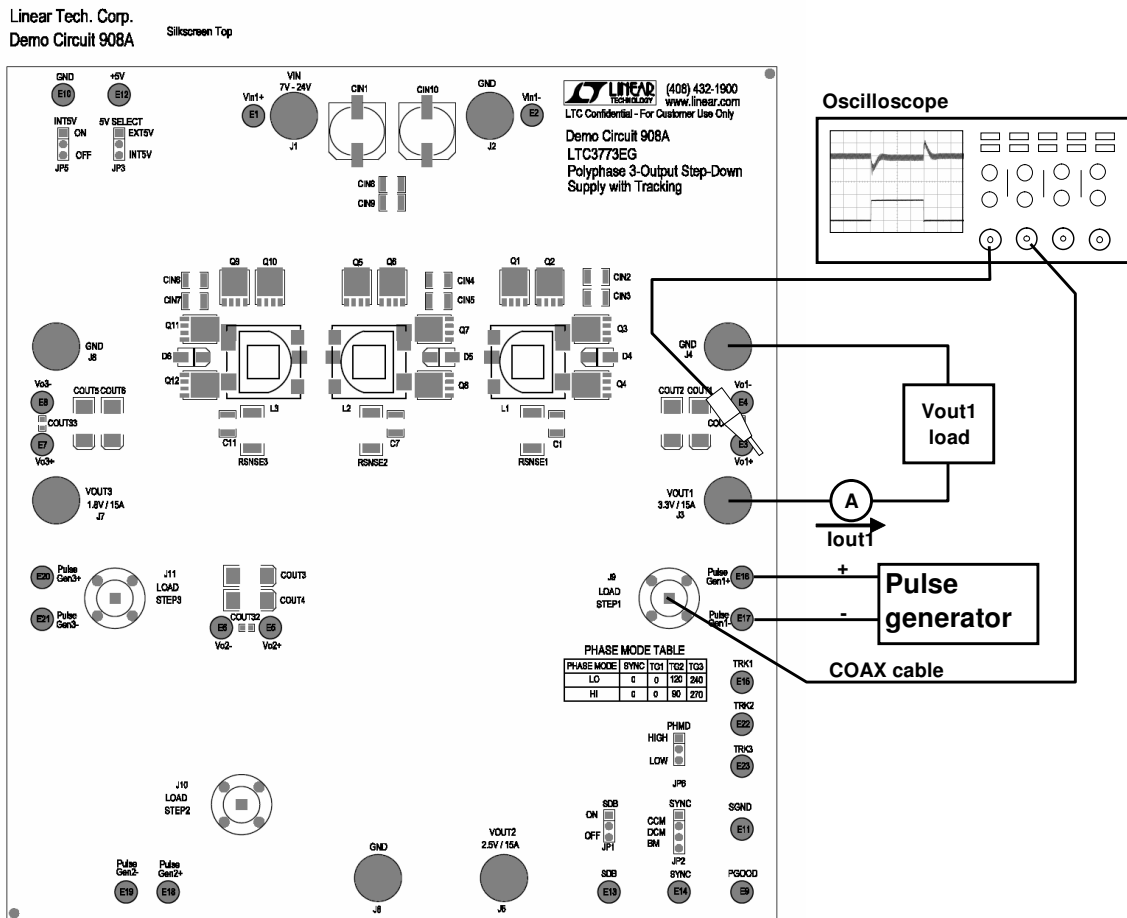 Linear Tech. Corp.
Demo Circuit 908A
Silkscreen Top
GND
E10
+5V
E12
INT5V
ON
OFF
JP5
5V SELECT
EXT5V
INT5V
JP3
Vin1+
E1
VIN
7V - 24V
J1
CIN1
CIN10
GND
J2
Vin1-
E2
CIN8
CIN9
LINEAR
TECHNOLOGY
(408) 432-1900
www.linear.com
LTC Confidential - For Customer Use Only
Demo Circuit 908A
LTC3773EG
Polyphase 3-Output Step-Down
Supply with Tracking
Oscilloscope
Q9
Q10
Q5
Q6
Q1
Q2
CIN6
CIN7
CIN4
CIN5
CIN2
CIN3
Q11
D6
Q12
Q7
D5
Q8
Q3
D4
Q4
L3
L2
L1
C11
C7
C1
RSNSE3
RSNSE2
RSNSE1
GND
J8
Vo3-
E8
COUT33
E7
Vo3+
COUT5
COUT6
VOUT3
1.8V / 15A
J7
GND
J4
COUT2
Vo1-
E4
E3
Vo1+
VOUT1
3.3V / 15A
J3
Vout1
load
A
Iout1
E20
Pulse
Gen3+
E21
Pulse
Gen3-
J11
LOAD
STEP3
COUT3
COUT4
COUT32
E6
Vo2-
E5
Vo2+
J9
LOAD
STEP1
Pulse
Gen1+
E16
Pulse
Gen1-
E17
+
-
Pulse
generator
COAX cable
PHASE MODE TABLE
PHASE MODE SYNC TG1 TG2 TG3
LO 0 0 120 240
HI 0 0 90 270
TRK1
E15
TRK2
E22
TRK3
E23
PHMD
HIGH
LOW
JP6
J10
LOAD
STEP2
SDB
ON
OFF
JP1
SYNC
CCM
DCM
BM
JP2
SGND
E11
Pulse
Gen2-
E19
Pulse
Gen2+
E18
GND
J6
VOUT2
2.5V / 15A
J5
SDB
E13
SYNC
E14
PGOOD
E9